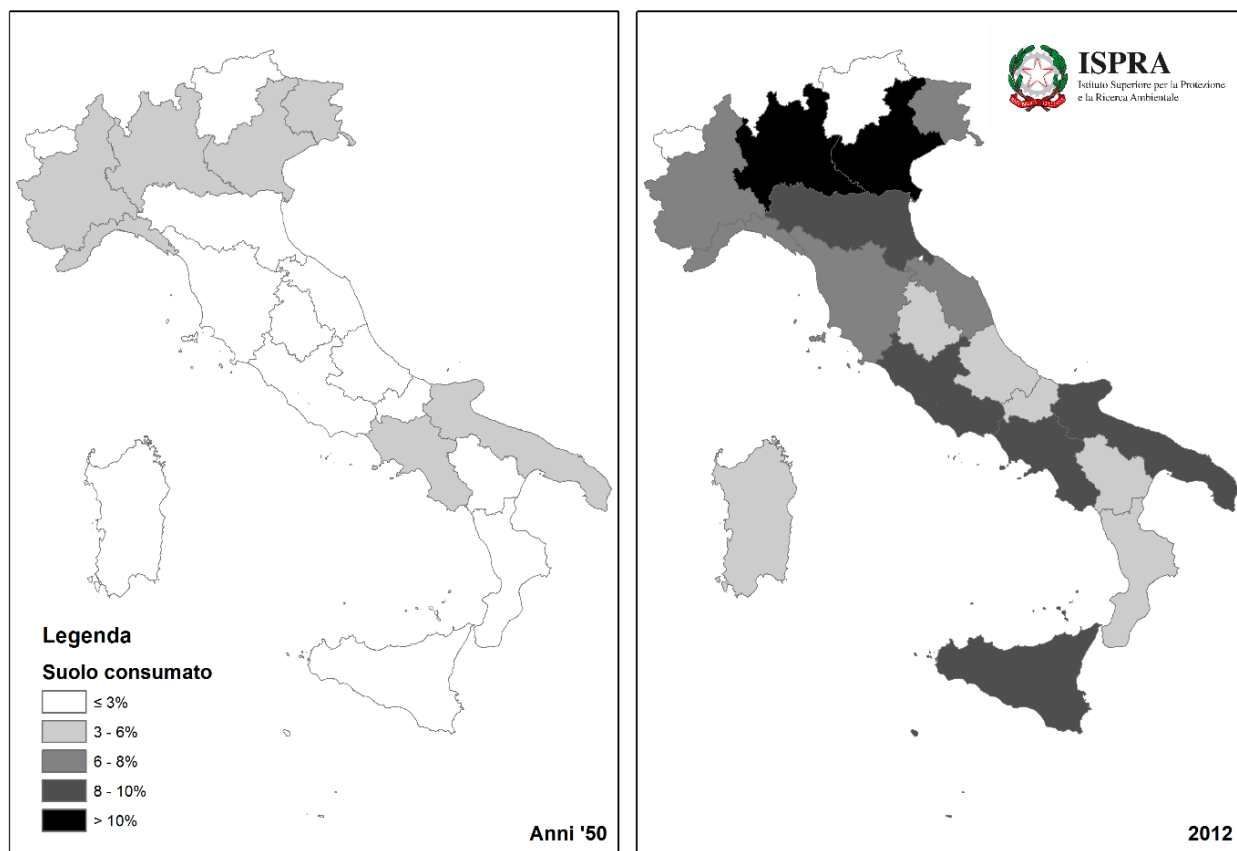 ISPRA
Istituto Superiore per la Protezione
e la Ricerca Ambientale
Legenda
Suolo consumato
≤ 3%
3 - 6%
6 - 8%
8 - 10%
> 10%
Anni '50
2012